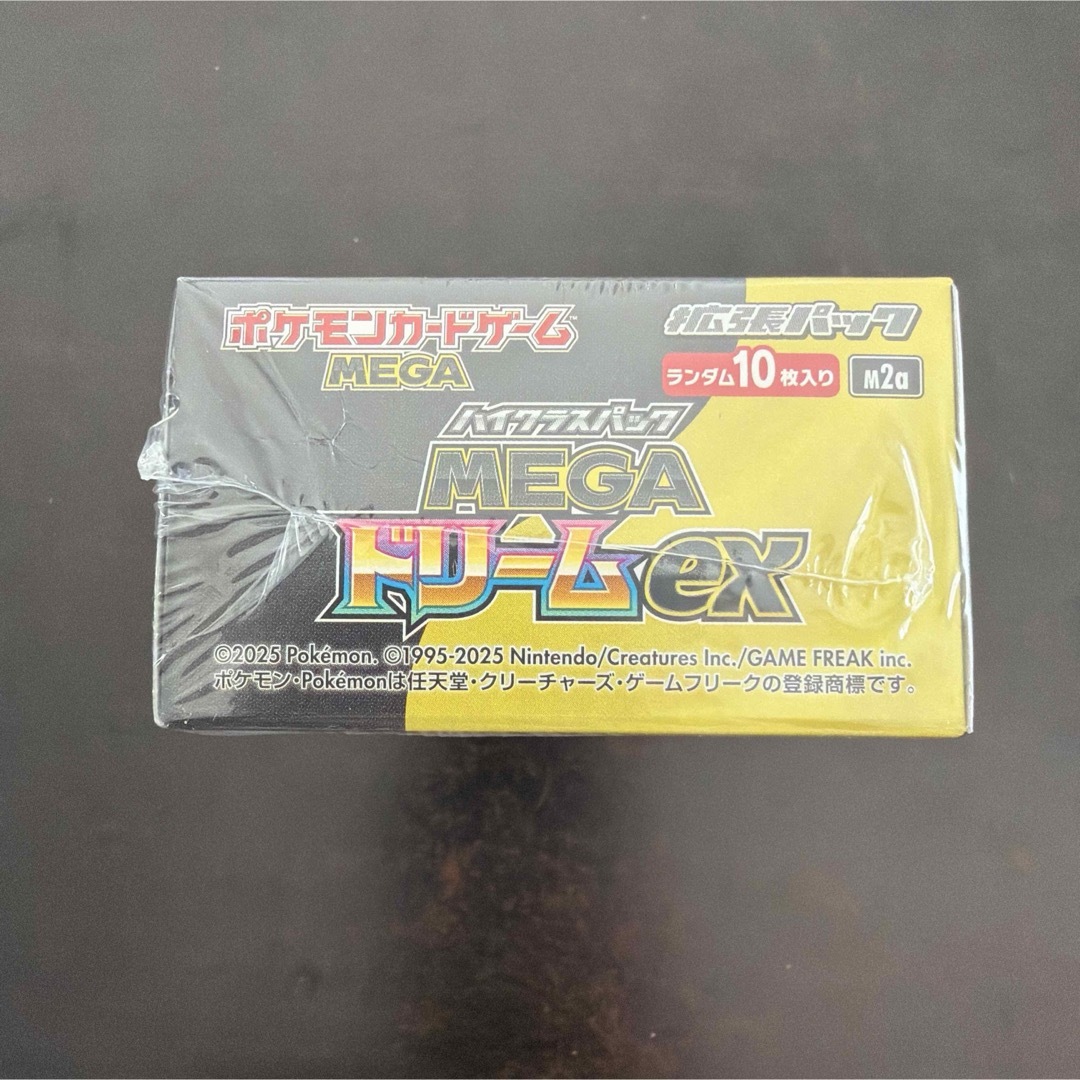 ポケモンカードゲーム™
MEGA
拡張パック
ランダム10枚入り M2a
ハイクラスパック
MEGA
ドリームex
©2025 Pokémon. ©1995-2025 Nintendo/Creatures Inc./GAME FREAK inc.
ポケモン・Pokémonは任天堂・クリーチャーズ・ゲームフリークの登録商標です。